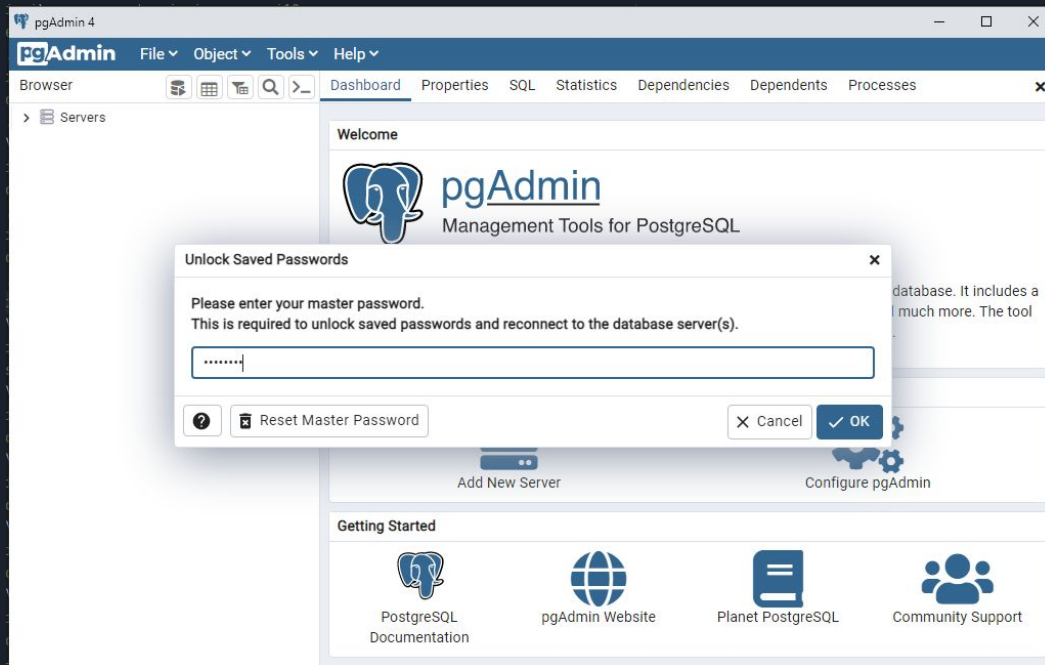 pgAdmin 4
pgAdmin File Object Tools Help
Browser
Dashboard Properties SQL Statistics Dependencies Dependents Processes
Servers
Welcome
pgAdmin
Management Tools for PostgreSQL
database. It includes a
much more. The tool
Unlock Saved Passwords
Please enter your master password.
This is required to unlock saved passwords and reconnect to the database server(s).
••••••••
Reset Master Password
Cancel
OK
Add New Server
Configure pgAdmin
Getting Started
PostgreSQL
Documentation
pgAdmin Website
Planet PostgreSQL
Community Support